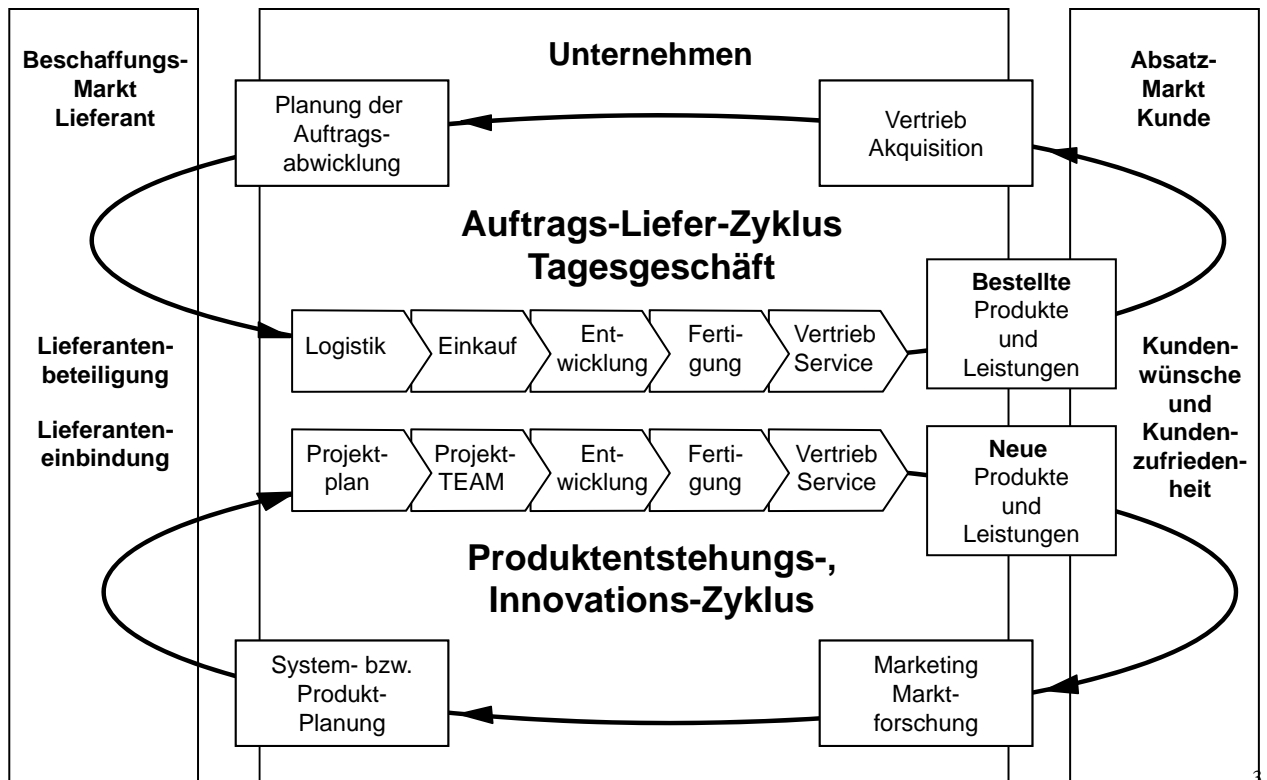 Beschaffungs-
Markt
Lieferant
Unternehmen
Absatz-
Markt
Kunde
Planung der
Auftrags-
abwicklung
Vertrieb
Akquisition
Auftrags-Liefer-Zyklus
Tagesgeschäft
Logistik
Einkauf
Ent-
wicklung
Ferti-
gung
Vertrieb
Service
Bestellte
Produkte
und
Leistungen
Lieferanten-
beteiligung
Lieferanten-
einbindung
Kunden-
wünsche
und
Kunden-
zufrieden-
heit
Projekt-
plan
Projekt-
TEAM
Ent-
wicklung
Ferti-
gung
Vertrieb
Service
Neue
Produkte
und
Leistungen
Produktentstehungs-,
Innovations-Zyklus
System- bzw.
Produkt-
Planung
Marketing
Markt-
forschung
3